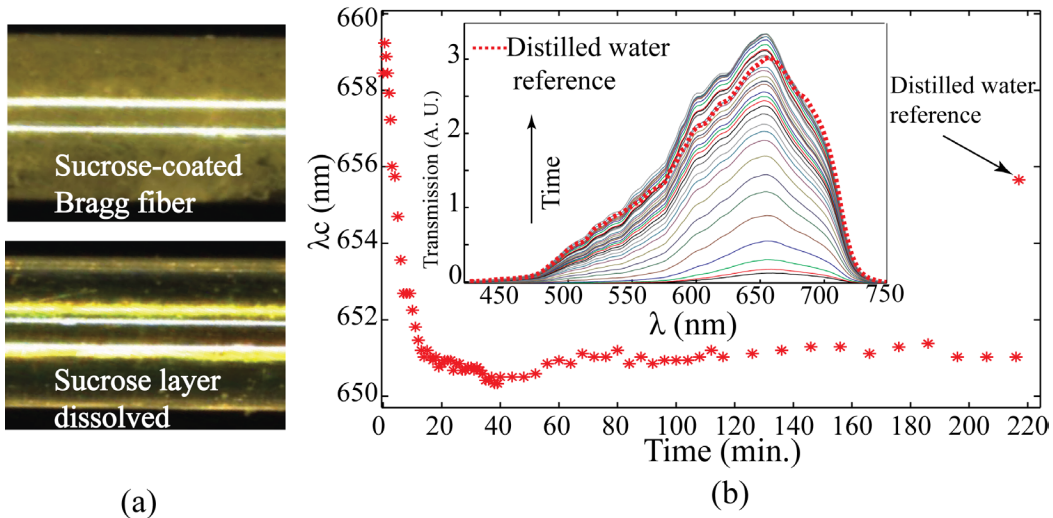 Sucrose-coated
Bragg fiber
Sucrose layer
dissolved
(a)
λc (nm)
660
658
656
654
652
650
0 20 40 60 80 100 120 140 160 180 200 220
Time (min.)
Distilled water
reference
Transmission (A. U.)
3
2
1
0
Distilled water
reference
Time
450 500 550 600 650 700 750
λ (nm)
(b)